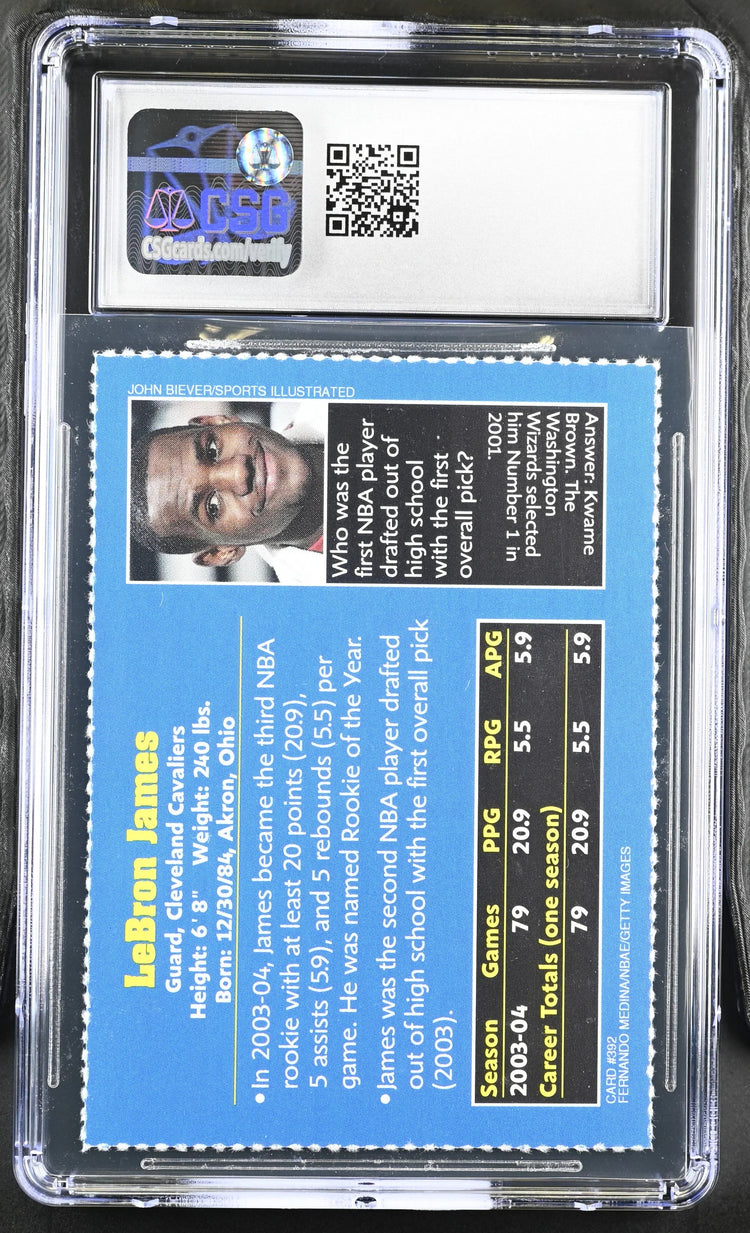 CSG
CSGcards.com/verify
LeBron James
Guard, Cleveland Cavaliers
Height: 6' 8" Weight: 240 lbs.
Born: 12/30/84, Akron, Ohio
• In 2003-04, James became the third NBA
rookie with at least 20 points (20.9),
5 assists (5.9), and 5 rebounds (5.5) per
game. He was named Rookie of the Year.
• James was the second NBA player drafted
out of high school with the first overall pick
(2003).
Season Games PPG RPG APG
2003-04 79 20.9 5.5 5.9
Career Totals (one season)
79 20.9 5.5 5.9
CARD #392
FERNANDO MEDINA/NBAE/GETTY IMAGES
JOHN BIEVER/SPORTS ILLUSTRATED
Who was the
first NBA player
drafted out of
high school
with the first
overall pick?
Answer: Kwame
Brown. The
Washington
Wizards selected
him Number 1 in
2001.